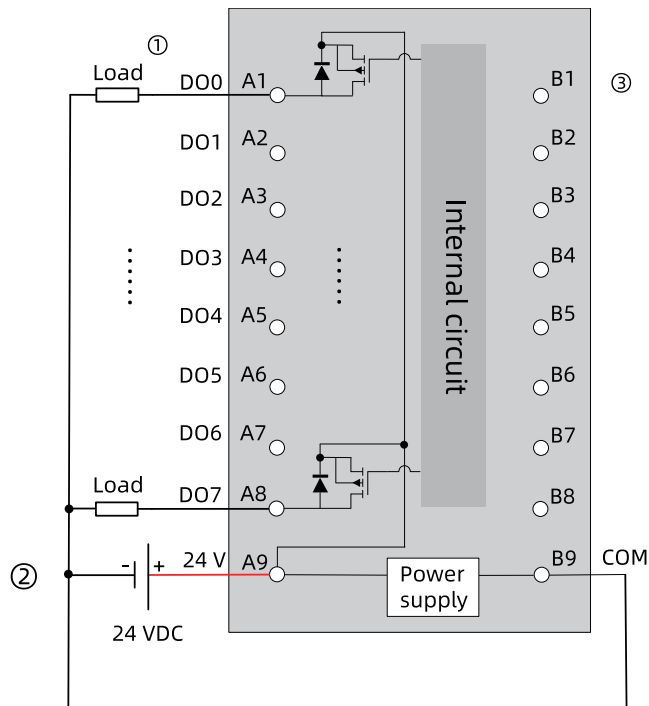 ①
Load
DO0 A1
B1 ③
DO1 A2
B2
DO2 A3
B3
DO3 A4
B4
DO4 A5
B5
DO5 A6
B6
DO6 A7
B7
Load
DO7 A8
B8
Internal circuit
②
- +
24 V A9
Power
supply
B9 COM
24 VDC